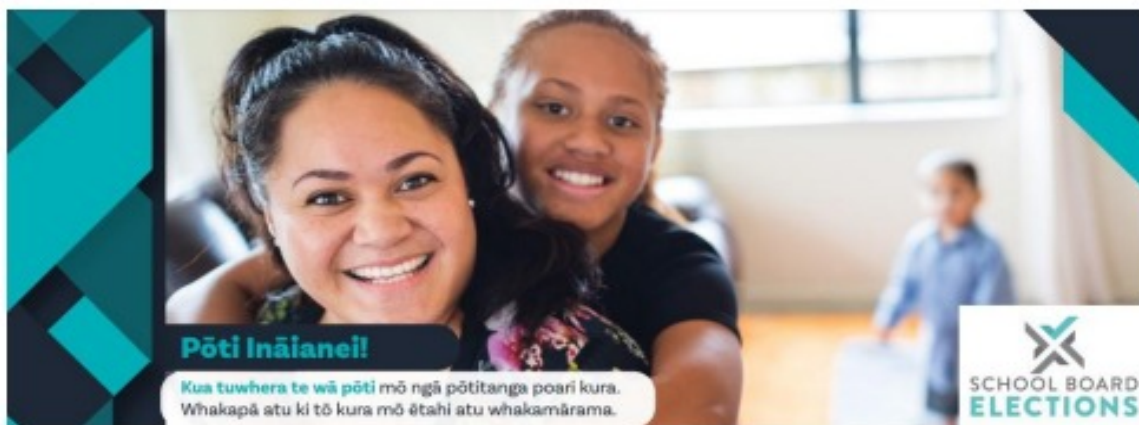 Pōti Ināianei!
Kua tuwhera te wā pōti mō ngā pōtitanga poari kura.
Whakapā atu ki tō kura mō ētahi atu whakamārama.
SCHOOL BOARD
ELECTIONS